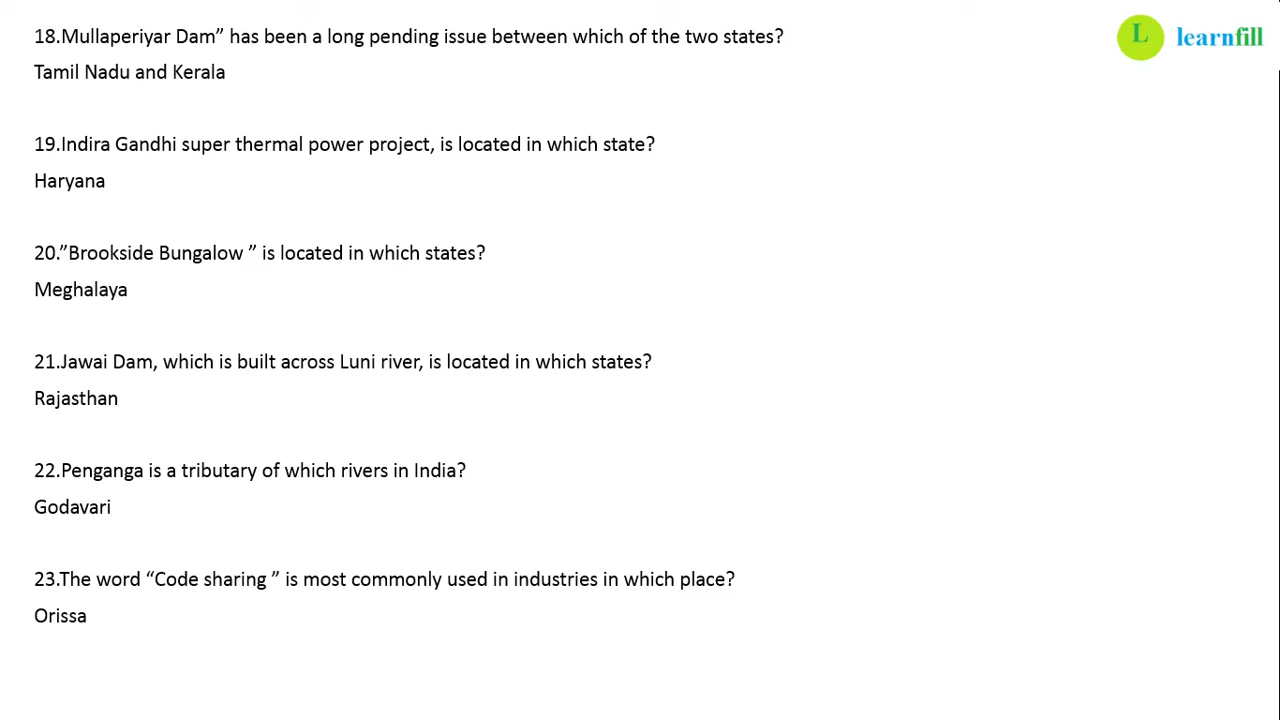 18.Mullaperiyar Dam” has been a long pending issue between which of the two states?
L learnfill
Tamil Nadu and Kerala
19.Indira Gandhi super thermal power project, is located in which state?
Haryana
20.”Brookside Bungalow ” is located in which states?
Meghalaya
21.Jawai Dam, which is built across Luni river, is located in which states?
Rajasthan
22.Penganga is a tributary of which rivers in India?
Godavari
23.The word “Code sharing ” is most commonly used in industries in which place?
Orissa